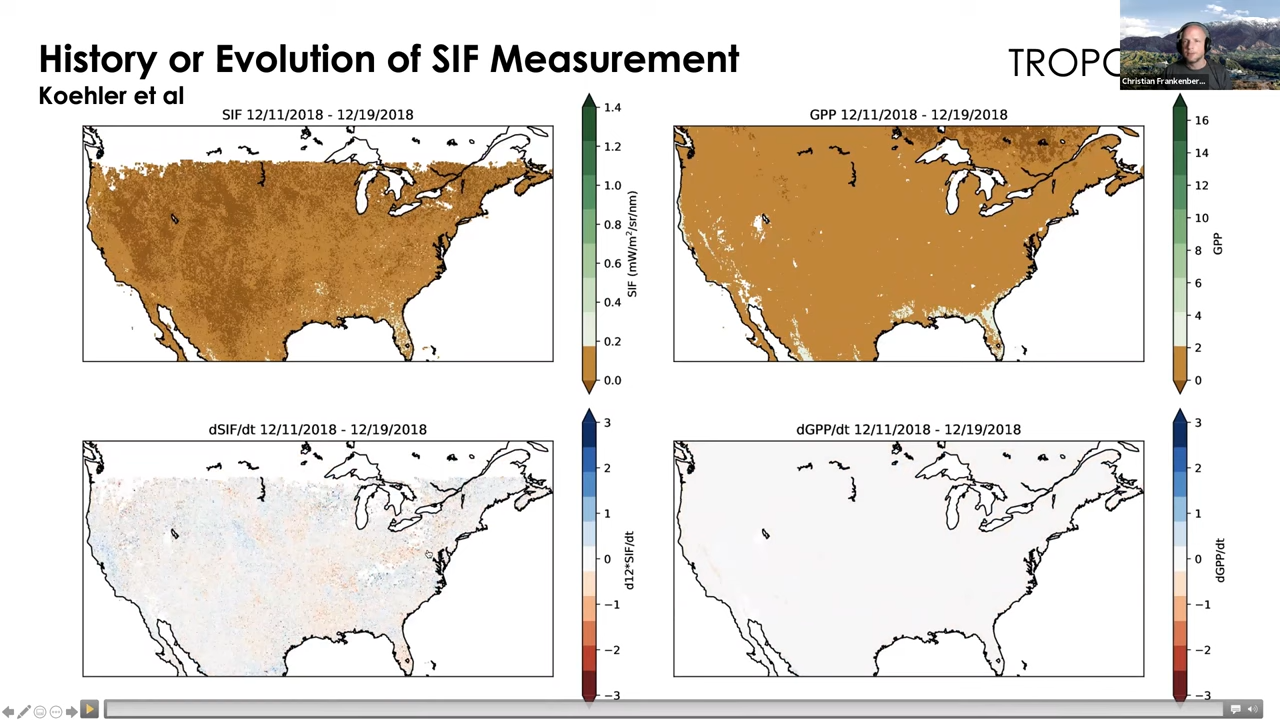 History or Evolution of SIF Measurement
TROPO
Christian Frankenber...
Koehler et al
SIF 12/11/2018 - 12/19/2018
1.4
1.2
1.0
0.8
0.6
0.4
0.2
0.0
SIF (mW/m²/sr/nm)
GPP 12/11/2018 - 12/19/2018
16
14
12
10
8
6
4
2
0
GPP
dSIF/dt 12/11/2018 - 12/19/2018
3
2
1
0
−1
−2
−3
d12*SIF/dt
dGPP/dt 12/11/2018 - 12/19/2018
3
2
1
0
−1
−2
−3
dGPP/dt